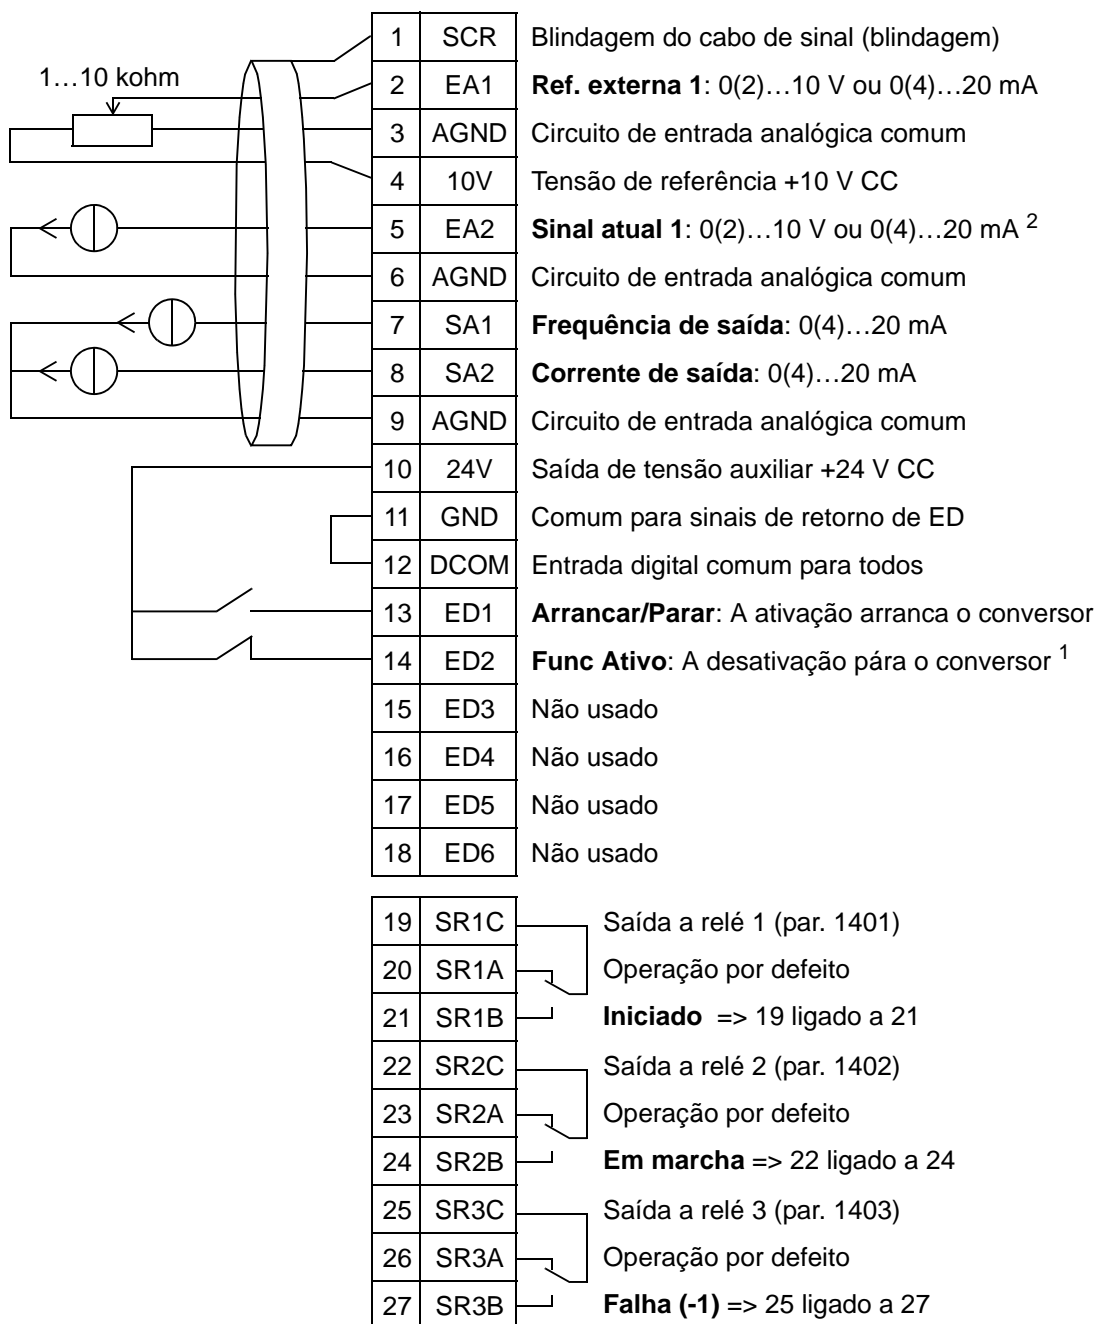 1 SCR Blindagem do cabo de sinal (blindagem)
1…10 kohm
2 EA1 Ref. externa 1: 0(2)…10 V ou 0(4)…20 mA
3 AGND Circuito de entrada analógica comum
4 10V Tensão de referência +10 V CC
5 EA2 Sinal atual 1: 0(2)…10 V ou 0(4)…20 mA 2
6 AGND Circuito de entrada analógica comum
7 SA1 Frequência de saída: 0(4)…20 mA
8 SA2 Corrente de saída: 0(4)…20 mA
9 AGND Circuito de entrada analógica comum
10 24V Saída de tensão auxiliar +24 V CC
11 GND Comum para sinais de retorno de ED
12 DCOM Entrada digital comum para todos
13 ED1 Arrancar/Parar: A ativação arranca o conversor
14 ED2 Func Ativo: A desativação pára o conversor 1
15 ED3 Não usado
16 ED4 Não usado
17 ED5 Não usado
18 ED6 Não usado
19 SR1C Saída a relé 1 (par. 1401)
20 SR1A Operação por defeito
21 SR1B Iniciado => 19 ligado a 21
22 SR2C Saída a relé 2 (par. 1402)
23 SR2A Operação por defeito
24 SR2B Em marcha => 22 ligado a 24
25 SR3C Saída a relé 3 (par. 1403)
26 SR3A Operação por defeito
27 SR3B Falha (-1) => 25 ligado a 27